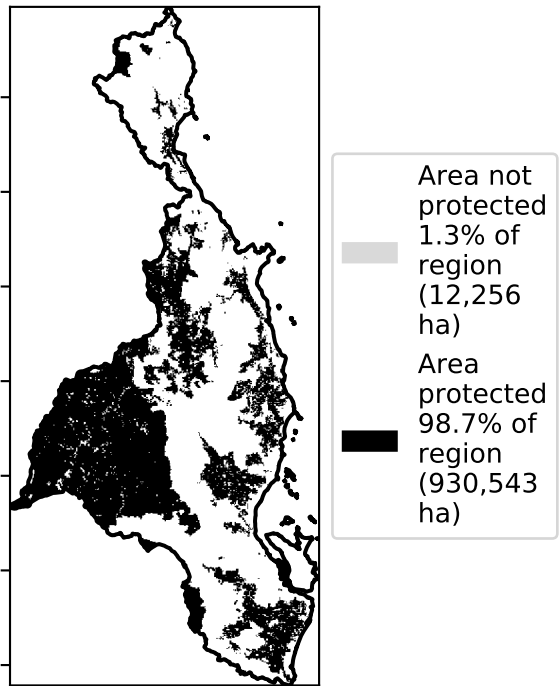 Area not
protected
1.3% of
region
(12,256
ha)
Area
protected
98.7% of
region
(930,543
ha)